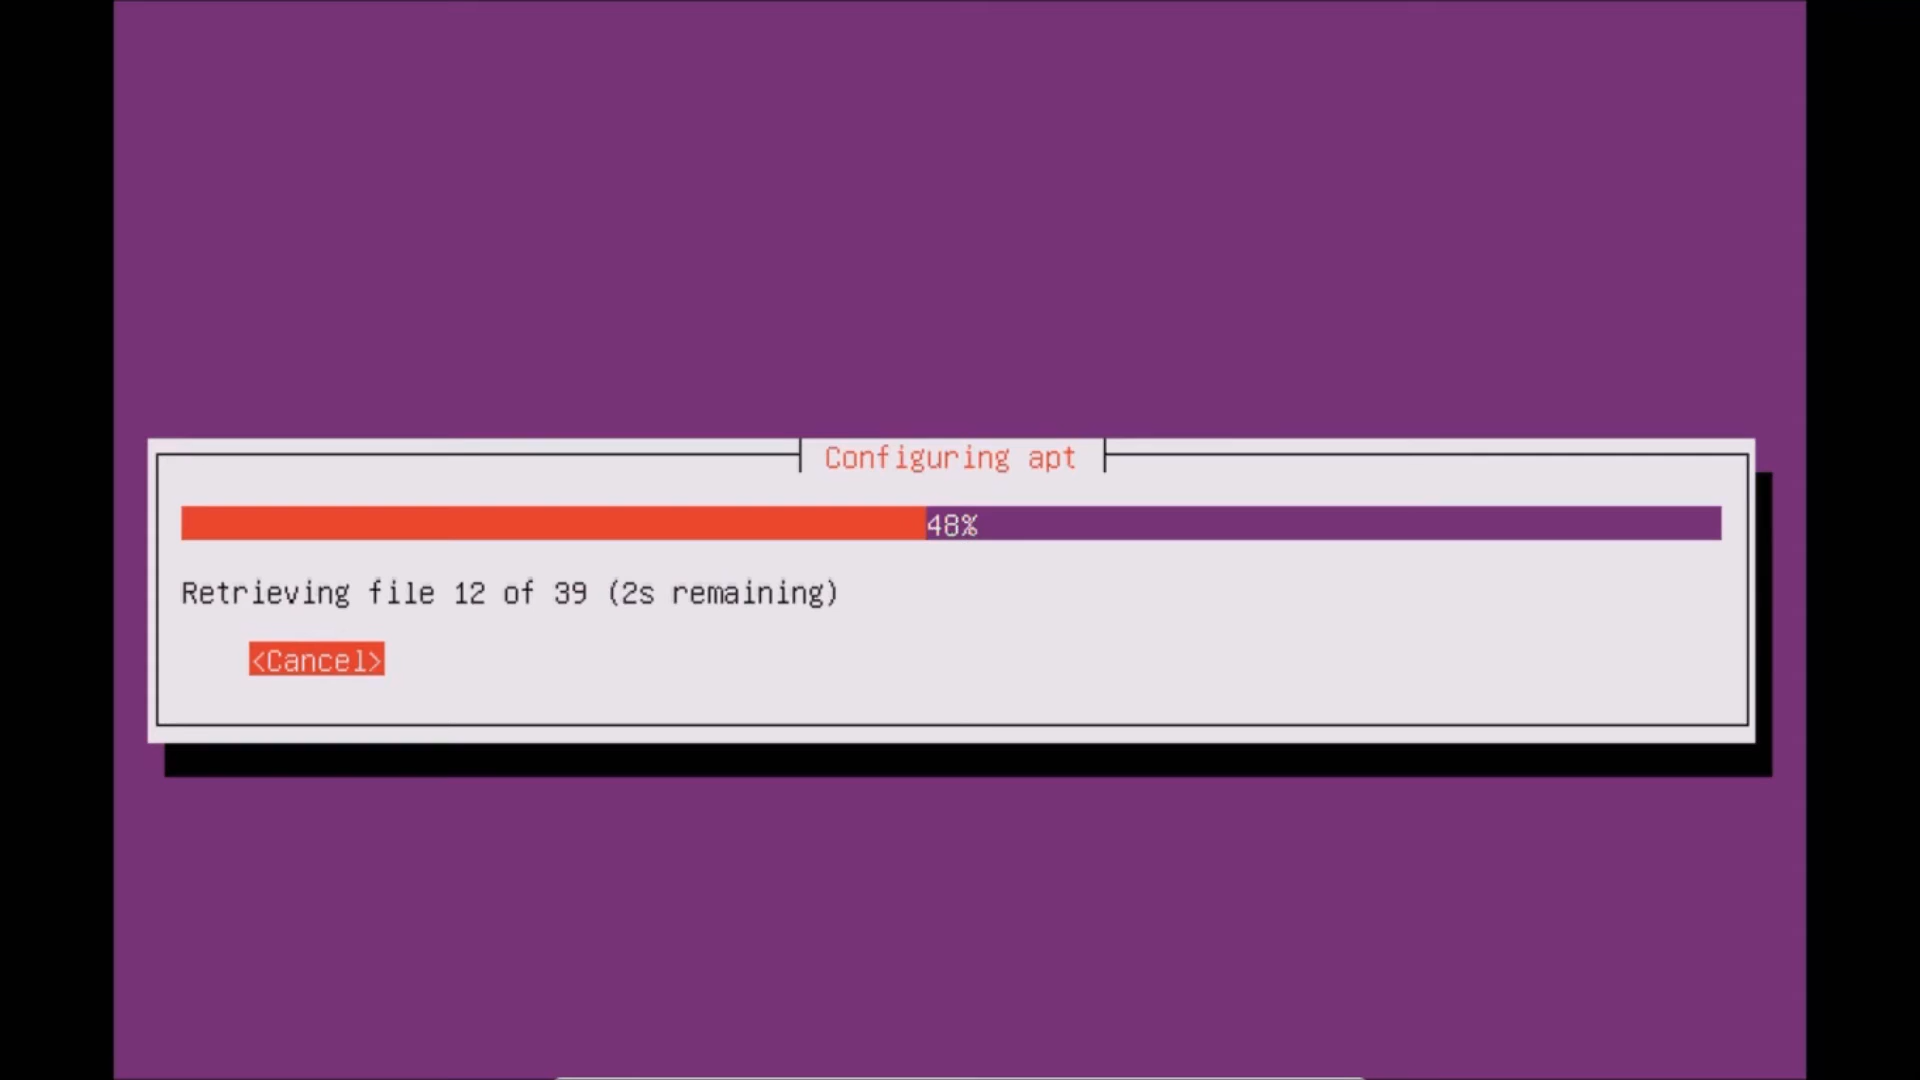 Configuring apt
48%
Retrieving file 12 of 39 (2s remaining)
<Cancel>